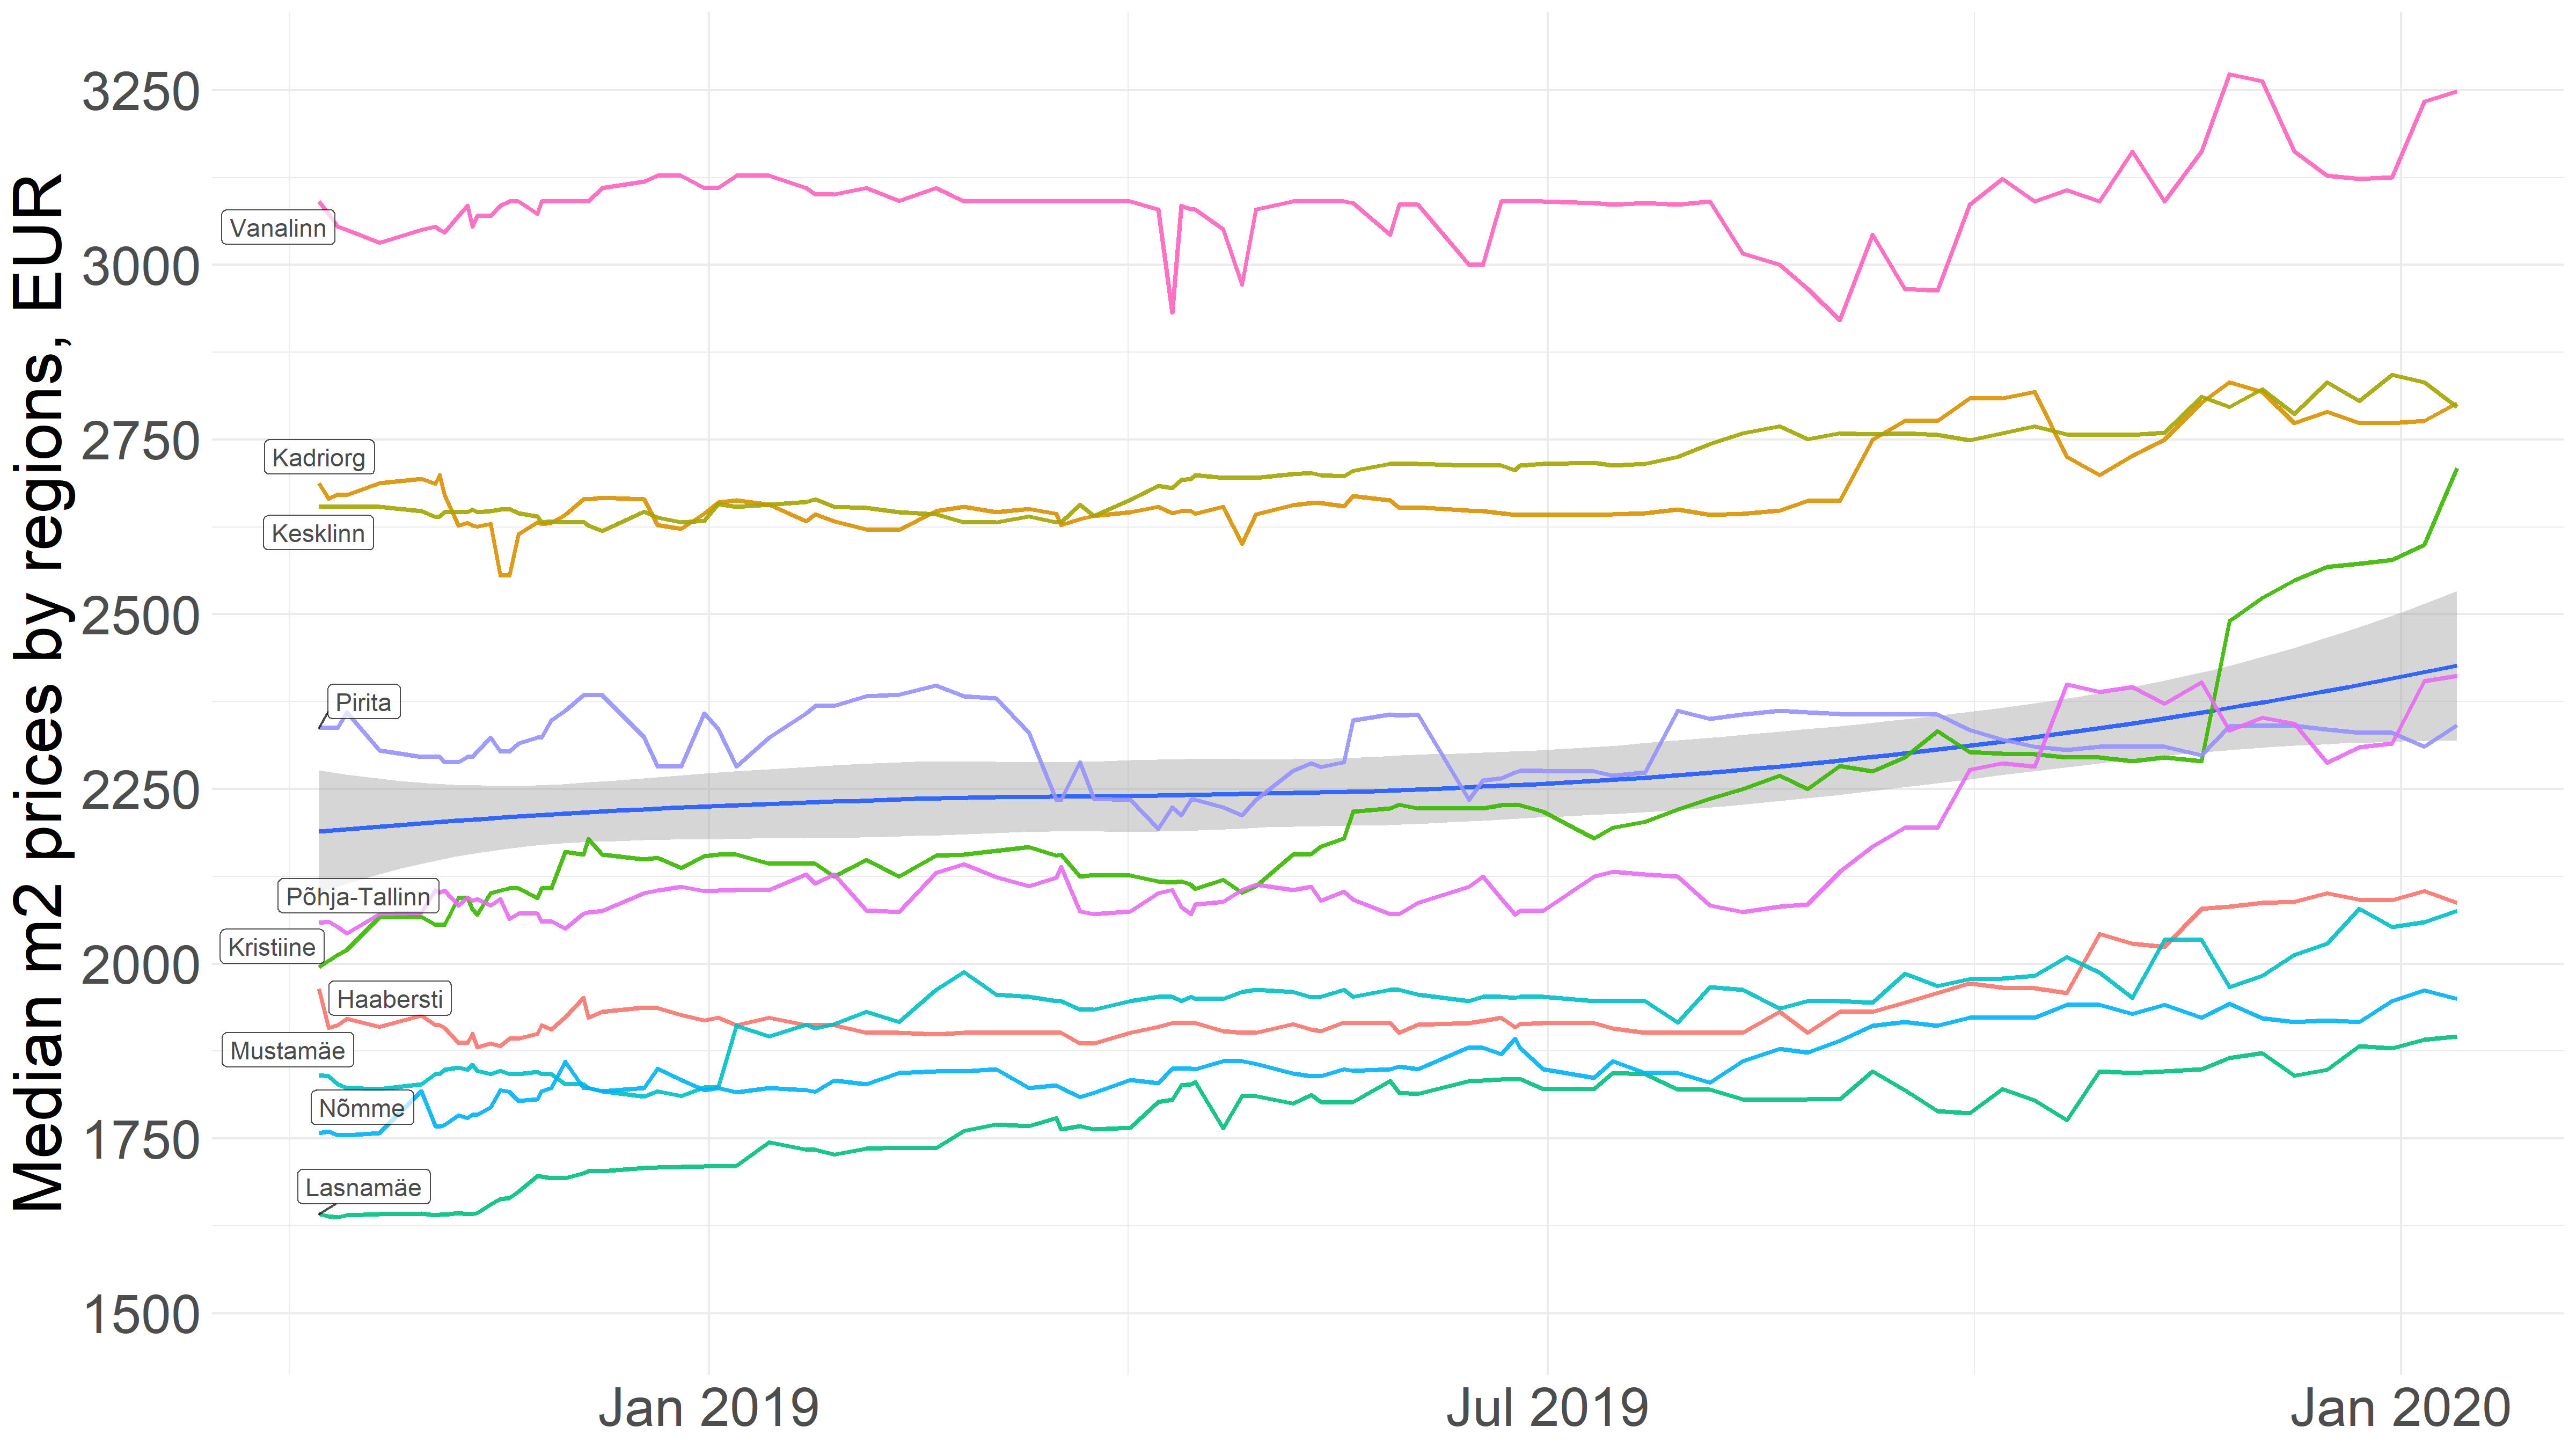 Median m2 prices by regions, EUR
3250
3000
2750
2500
2250
2000
1750
1500
Vanalinn
Kadriorg
Kesklinn
Pirita
Põhja-Tallinn
Kristiine
Haabersti
Mustamäe
Nõmme
Lasnamäe
Jan 2019
Jul 2019
Jan 2020